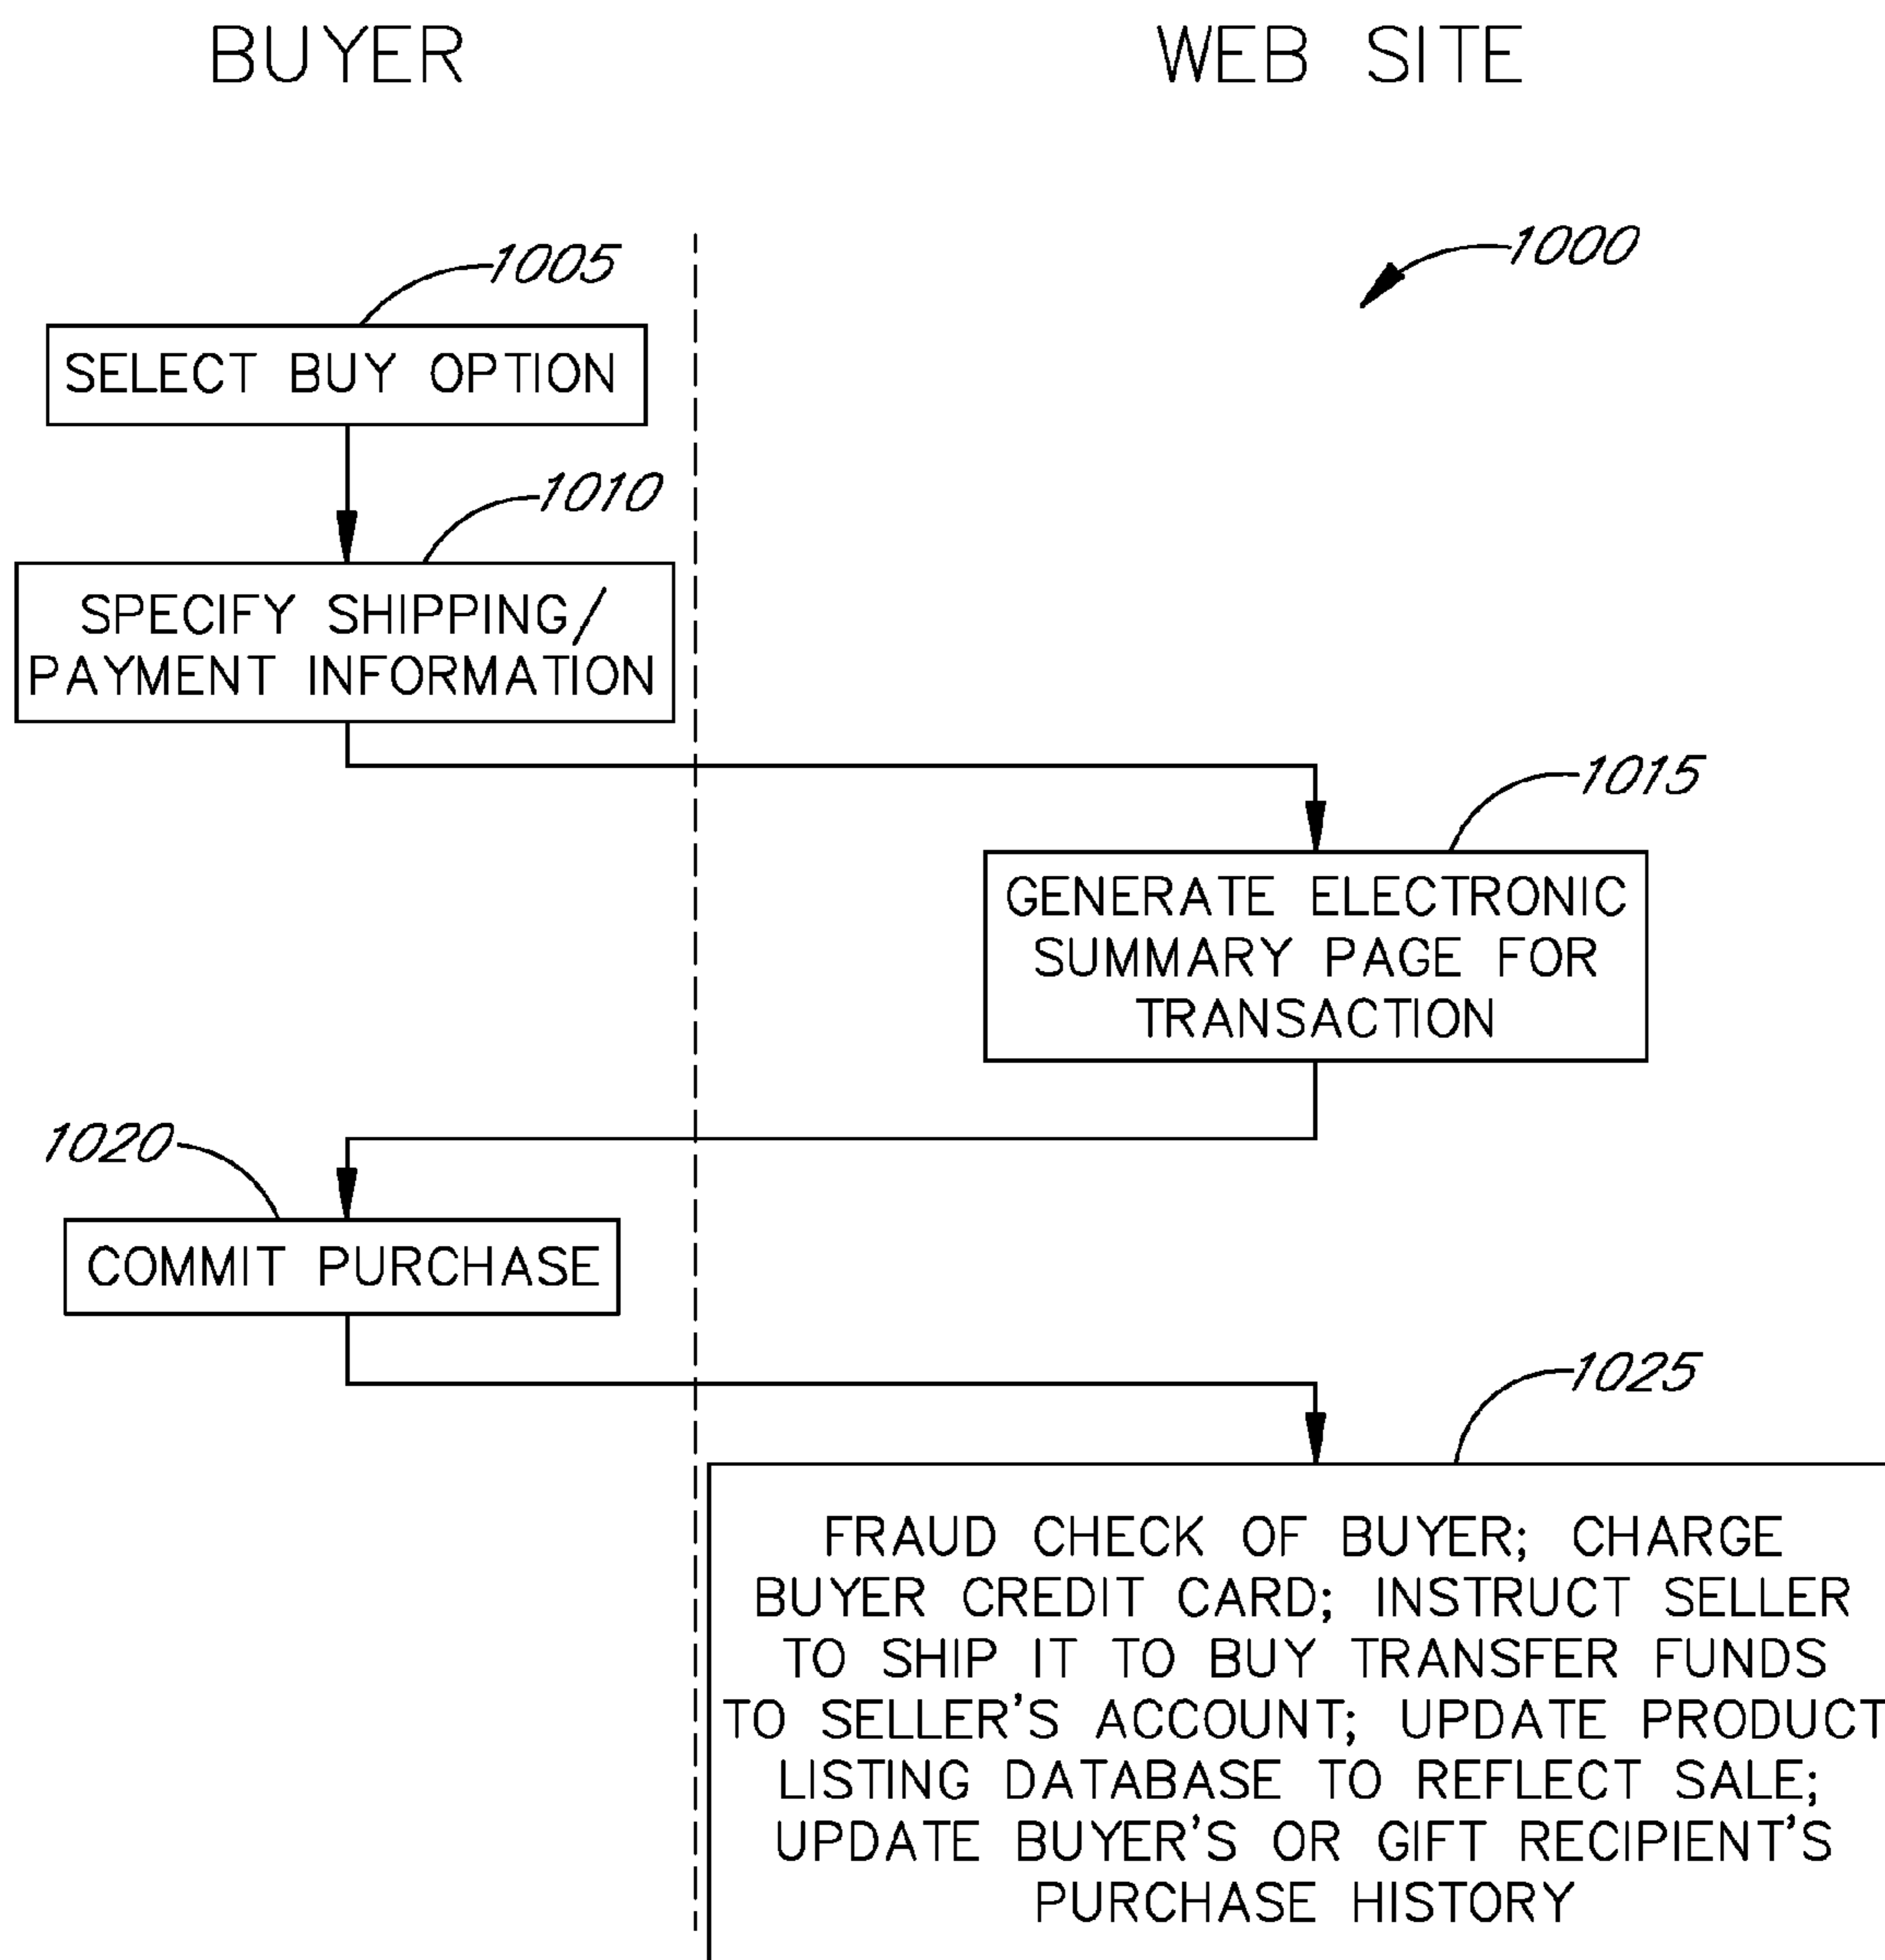 BUYER
WEB SITE
1000
1005
SELECT BUY OPTION
1010
SPECIFY SHIPPING/
PAYMENT INFORMATION
1015
GENERATE ELECTRONIC
SUMMARY PAGE FOR
TRANSACTION
1020
COMMIT PURCHASE
1025
FRAUD CHECK OF BUYER; CHARGE
BUYER CREDIT CARD; INSTRUCT SELLER
TO SHIP IT TO BUY TRANSFER FUNDS
TO SELLER'S ACCOUNT; UPDATE PRODUCT
LISTING DATABASE TO REFLECT SALE;
UPDATE BUYER'S OR GIFT RECIPIENT'S
PURCHASE HISTORY